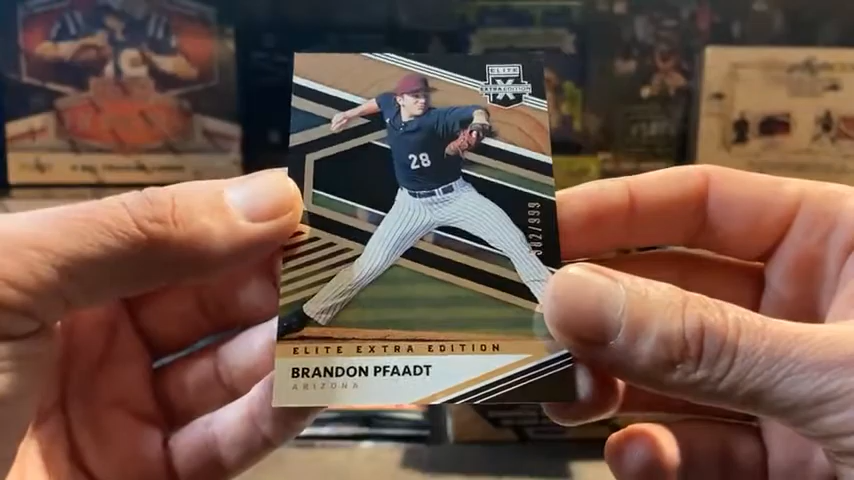 ELITE
EXTRA EDITION
X
28
382/999
ELITE EXTRA EDITION
BRANDON PFAADT
ARIZONA